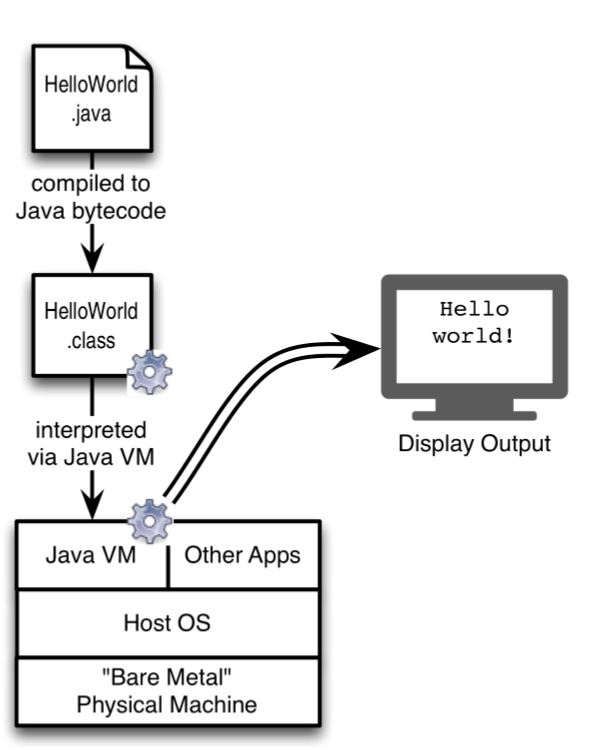 HelloWorld
.java
compiled to
Java bytecode
HelloWorld
.class
interpreted
via Java VM
Hello
world!
Display Output
Java VM
Other Apps
Host OS
"Bare Metal"
Physical Machine